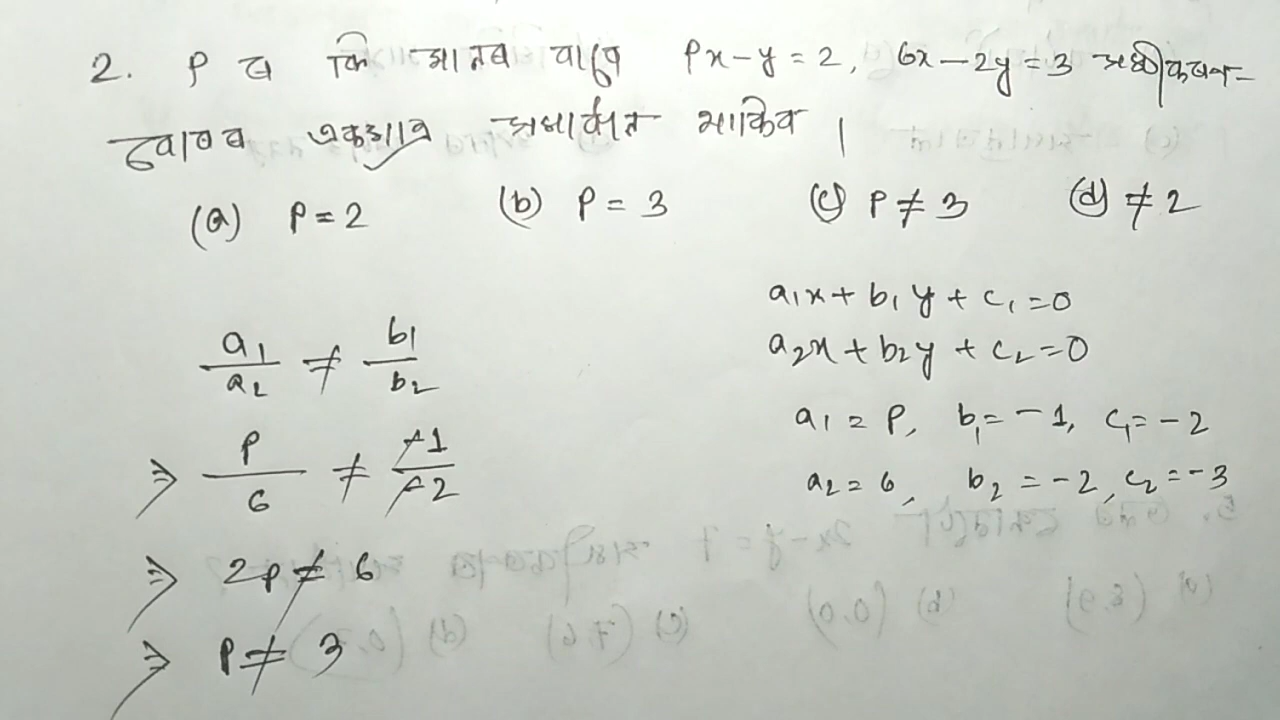 2. P ৰ কি মানৰ বাবে Px-y=2, 6x-2y=3 সমীকৰণ-
একমাত্ৰ সমাধান থাকিব ।
(a) P=2 (b) P=3 (c) P≠3 (d) ≠2
a₁x+b₁y+c₁=0
a₂x+b₂y+c₂=0
a₁/a₂ ≠ b₁/b₂
a₁=P, b₁=-1, c₁=-2
⇒ P/6 ≠ -1/-2
a₂=6, b₂=-2, c₂=-3
⇒ 2P≠6
⇒ P≠3